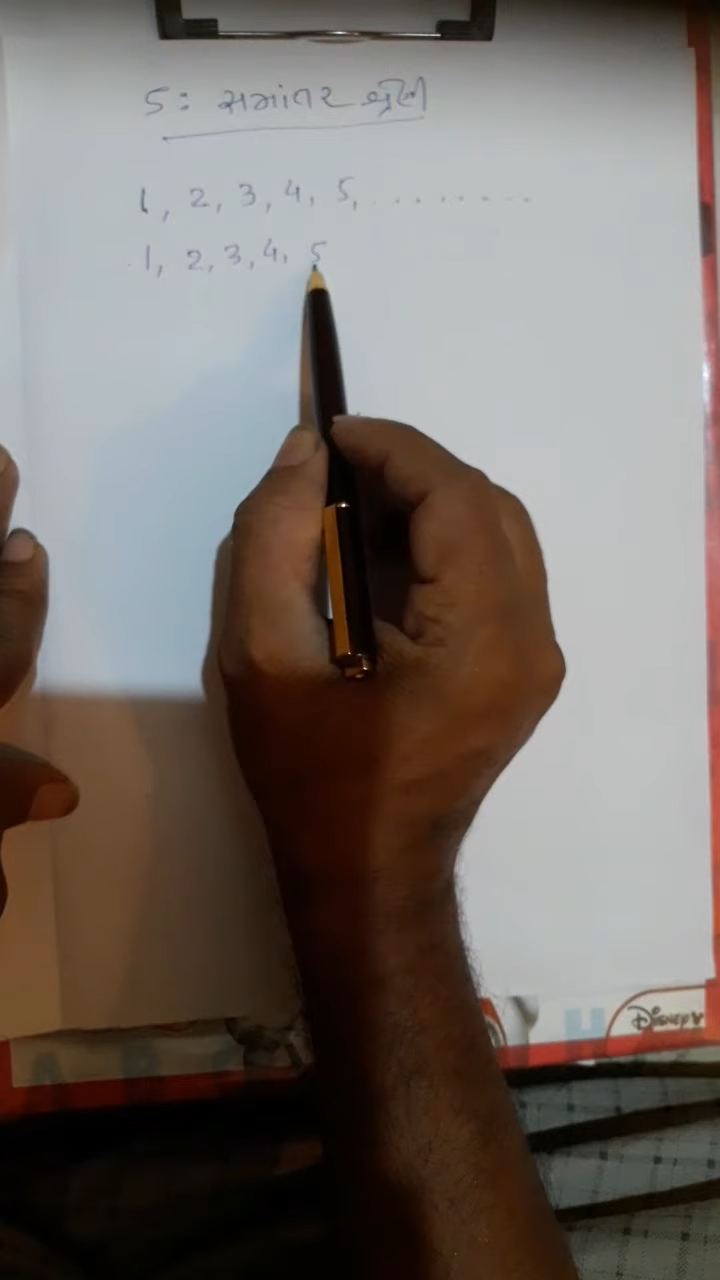 5: સમાંતર શ્રેણી
1, 2, 3, 4, 5, .........
1, 2, 3, 4, 5
DISNEY